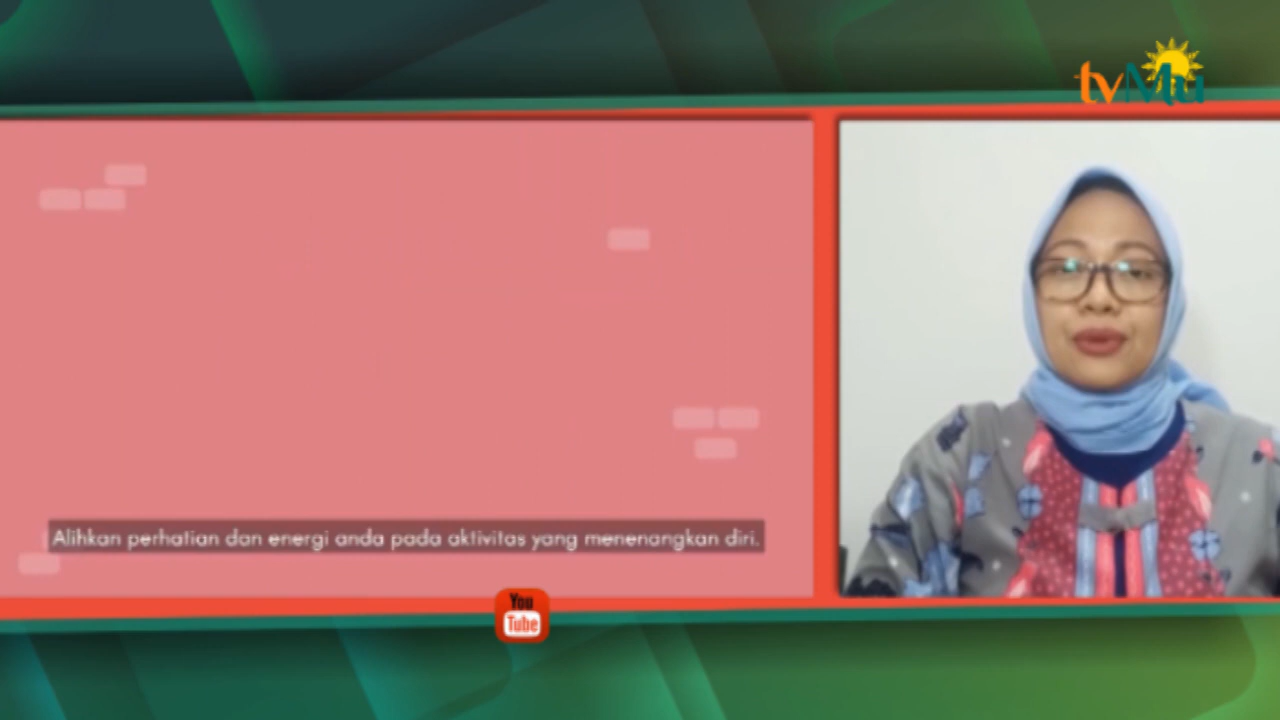 tvMu
Alihkan perhatian dan energi anda pada aktivitas yang menenangkan diri.
You
Tube